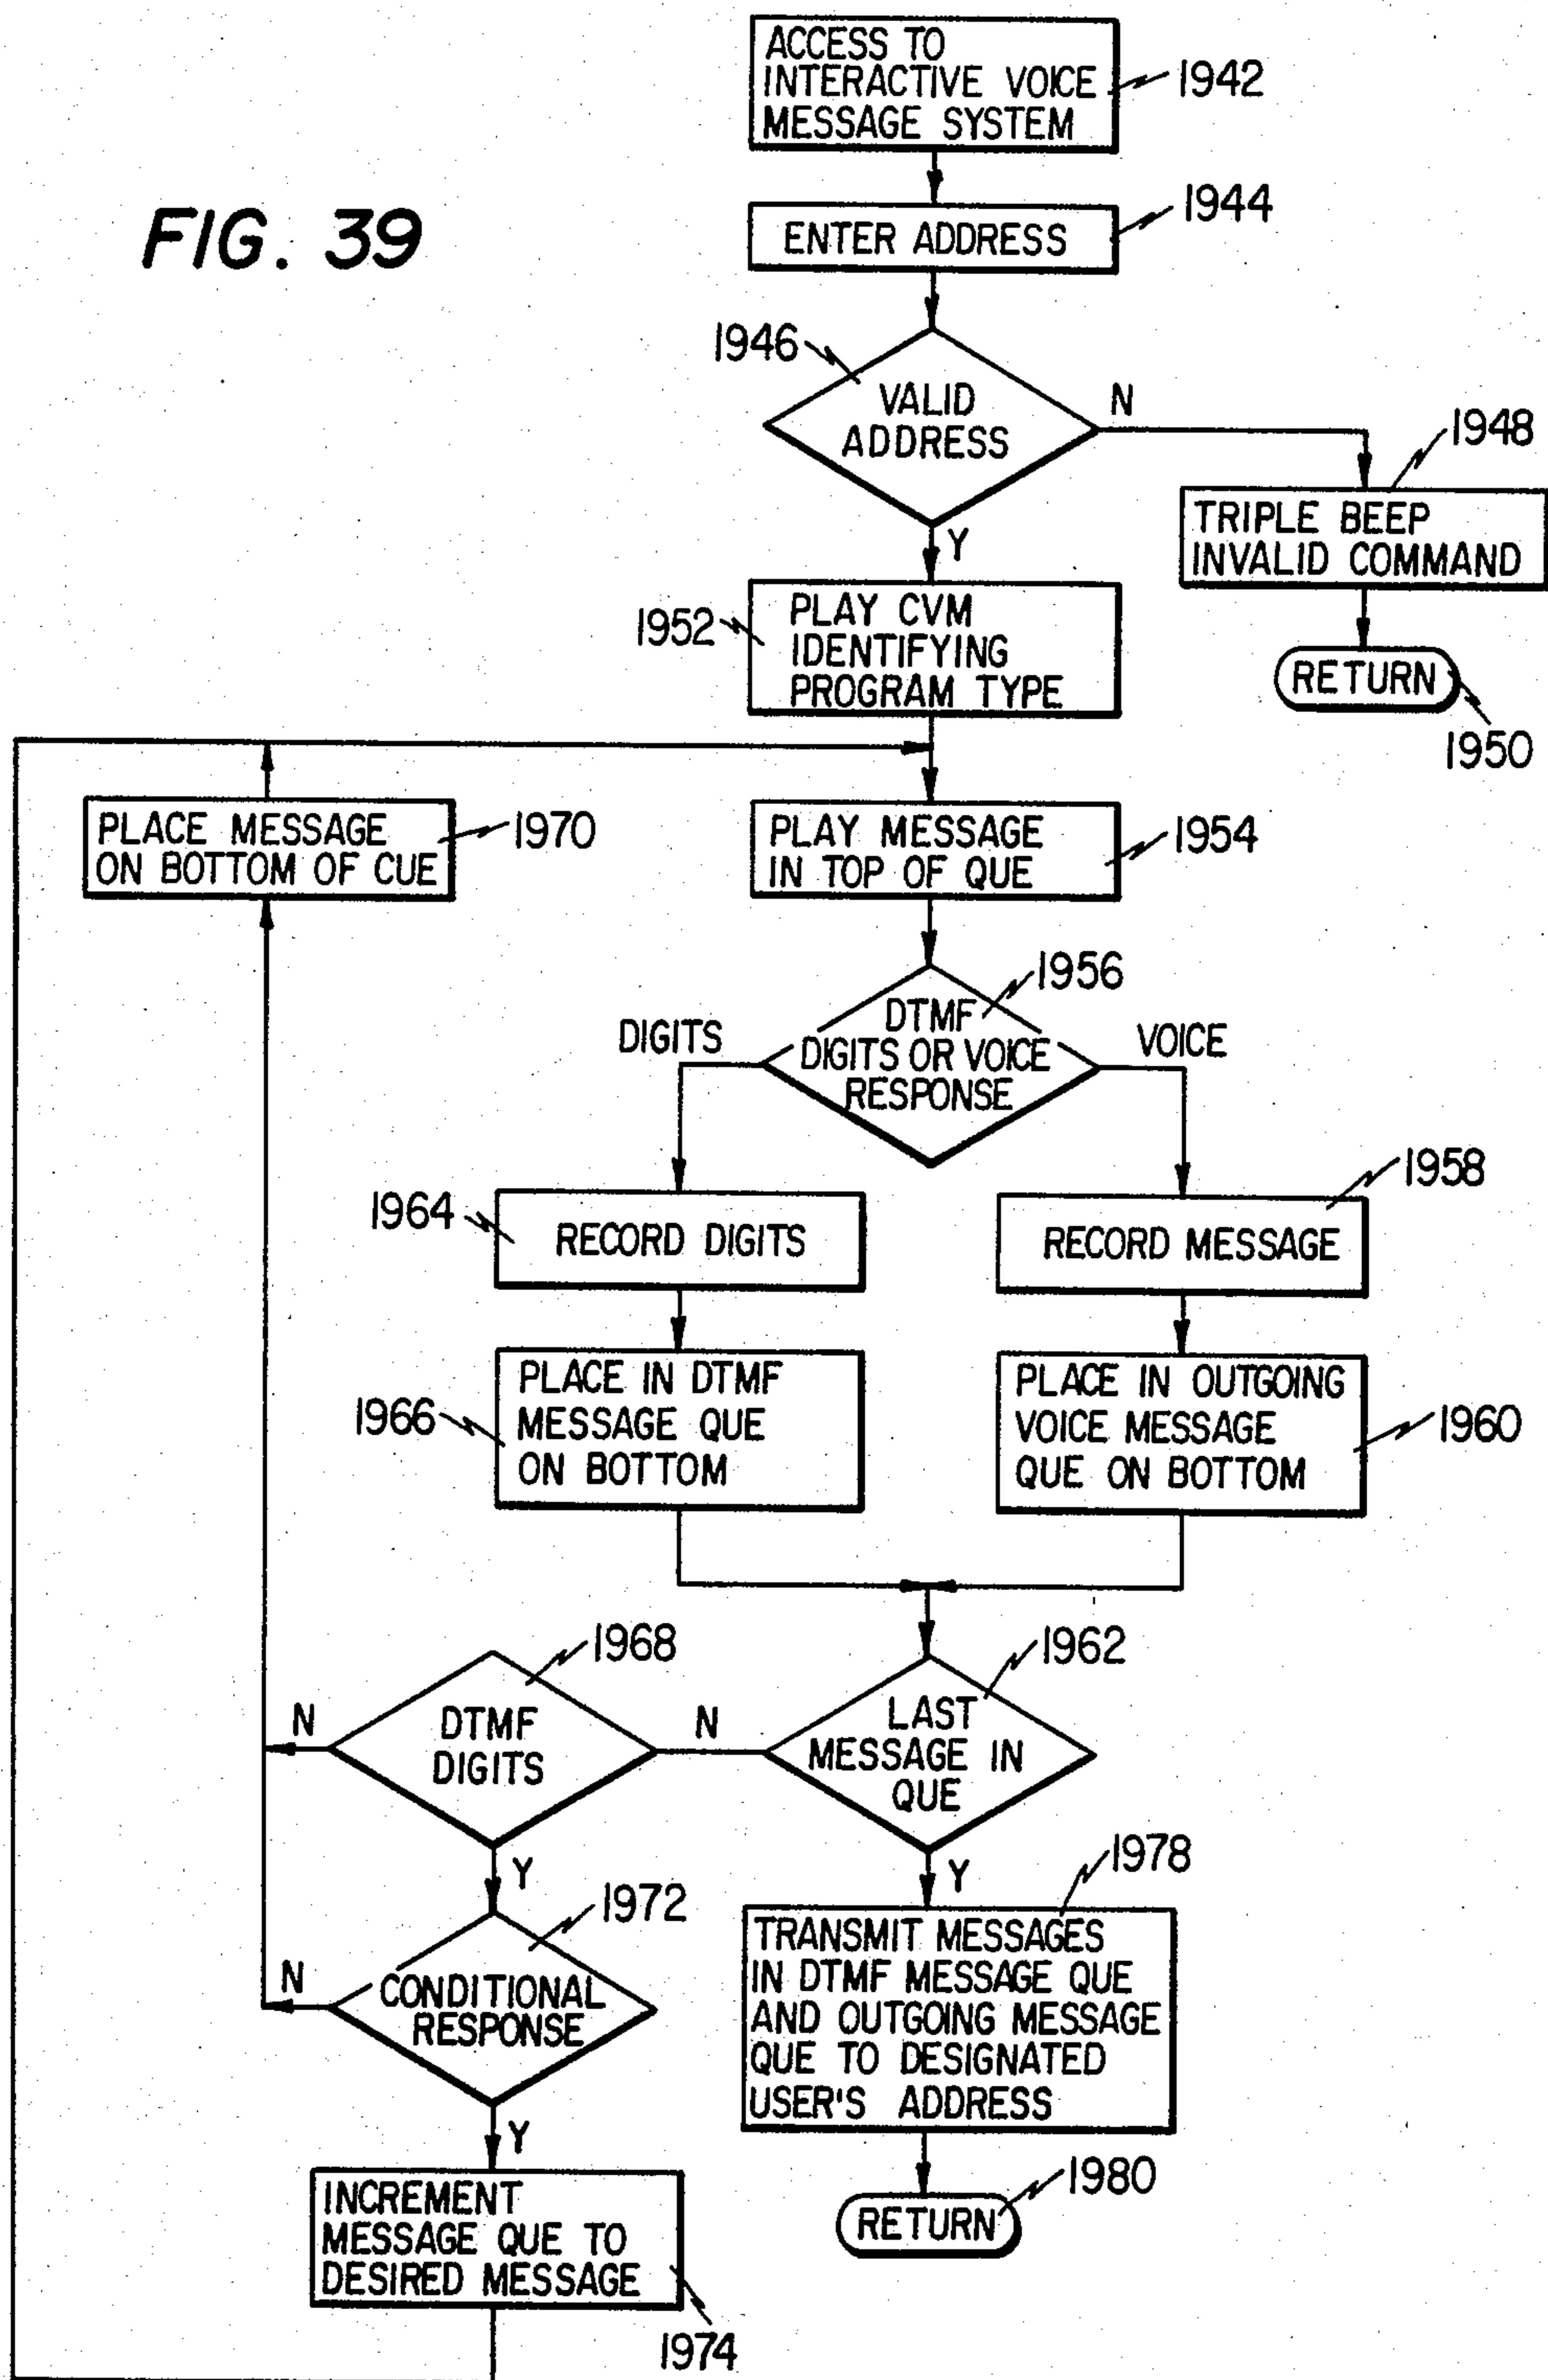 ACCESS TO
INTERACTIVE VOICE
MESSAGE SYSTEM
1942
FIG. 39
ENTER ADDRESS
1944
1946
VALID
ADDRESS
N
1948
TRIPLE BEEP
INVALID COMMAND
Y
1952
PLAY CVM
IDENTIFYING
PROGRAM TYPE
RETURN
1950
PLACE MESSAGE
ON BOTTOM OF CUE
1970
PLAY MESSAGE
IN TOP OF QUE
1954
1956
DTMF
DIGITS OR VOICE
RESPONSE
DIGITS
VOICE
1964
RECORD DIGITS
1958
RECORD MESSAGE
1966
PLACE IN DTMF
MESSAGE QUE
ON BOTTOM
PLACE IN OUTGOING
VOICE MESSAGE
QUE ON BOTTOM
1960
1968
N
DTMF
DIGITS
N
1962
LAST
MESSAGE IN
QUE
Y
1972
N
CONDITIONAL
RESPONSE
Y
1978
TRANSMIT MESSAGES
IN DTMF MESSAGE QUE
AND OUTGOING MESSAGE
QUE TO DESIGNATED
USER'S ADDRESS
Y
INCREMENT
MESSAGE QUE TO
DESIRED MESSAGE
1974
1980
RETURN